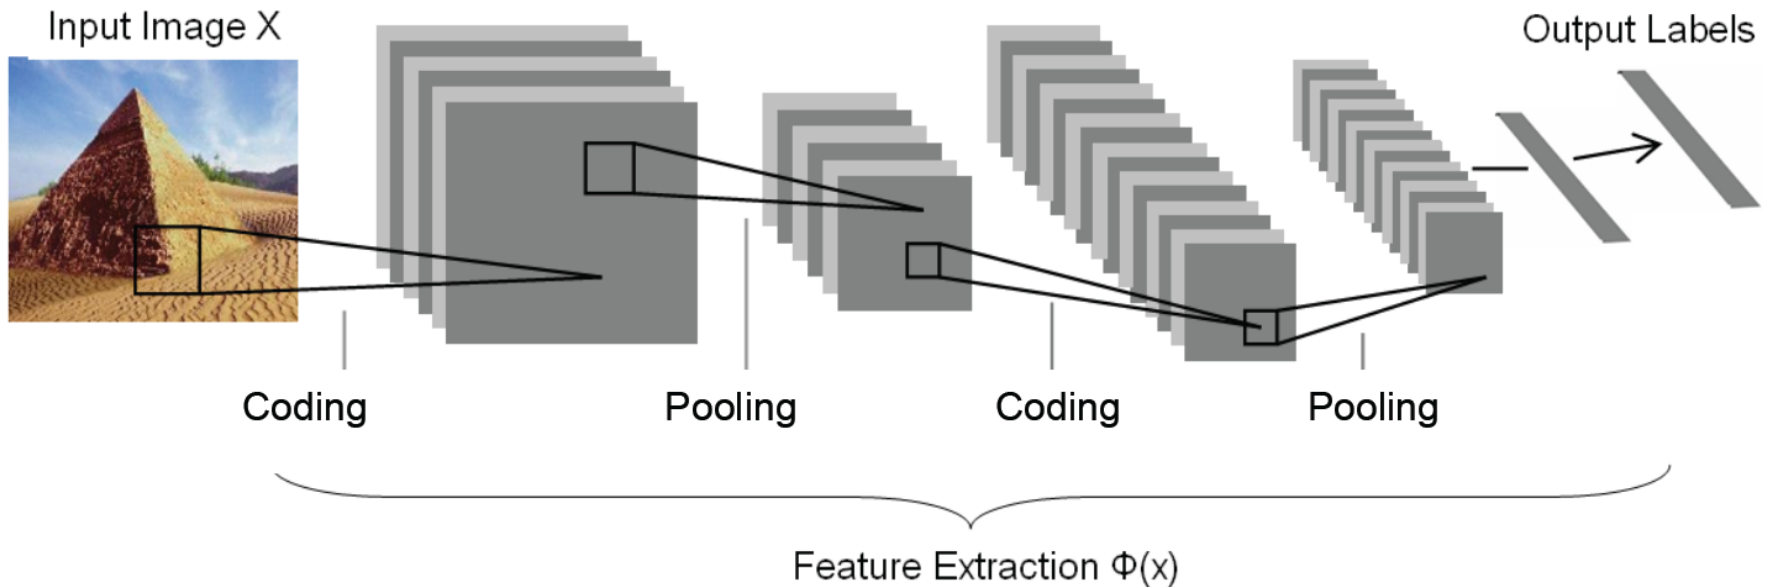 Input Image X
Output Labels
Coding
Pooling
Coding
Pooling
Feature Extraction Φ(x)